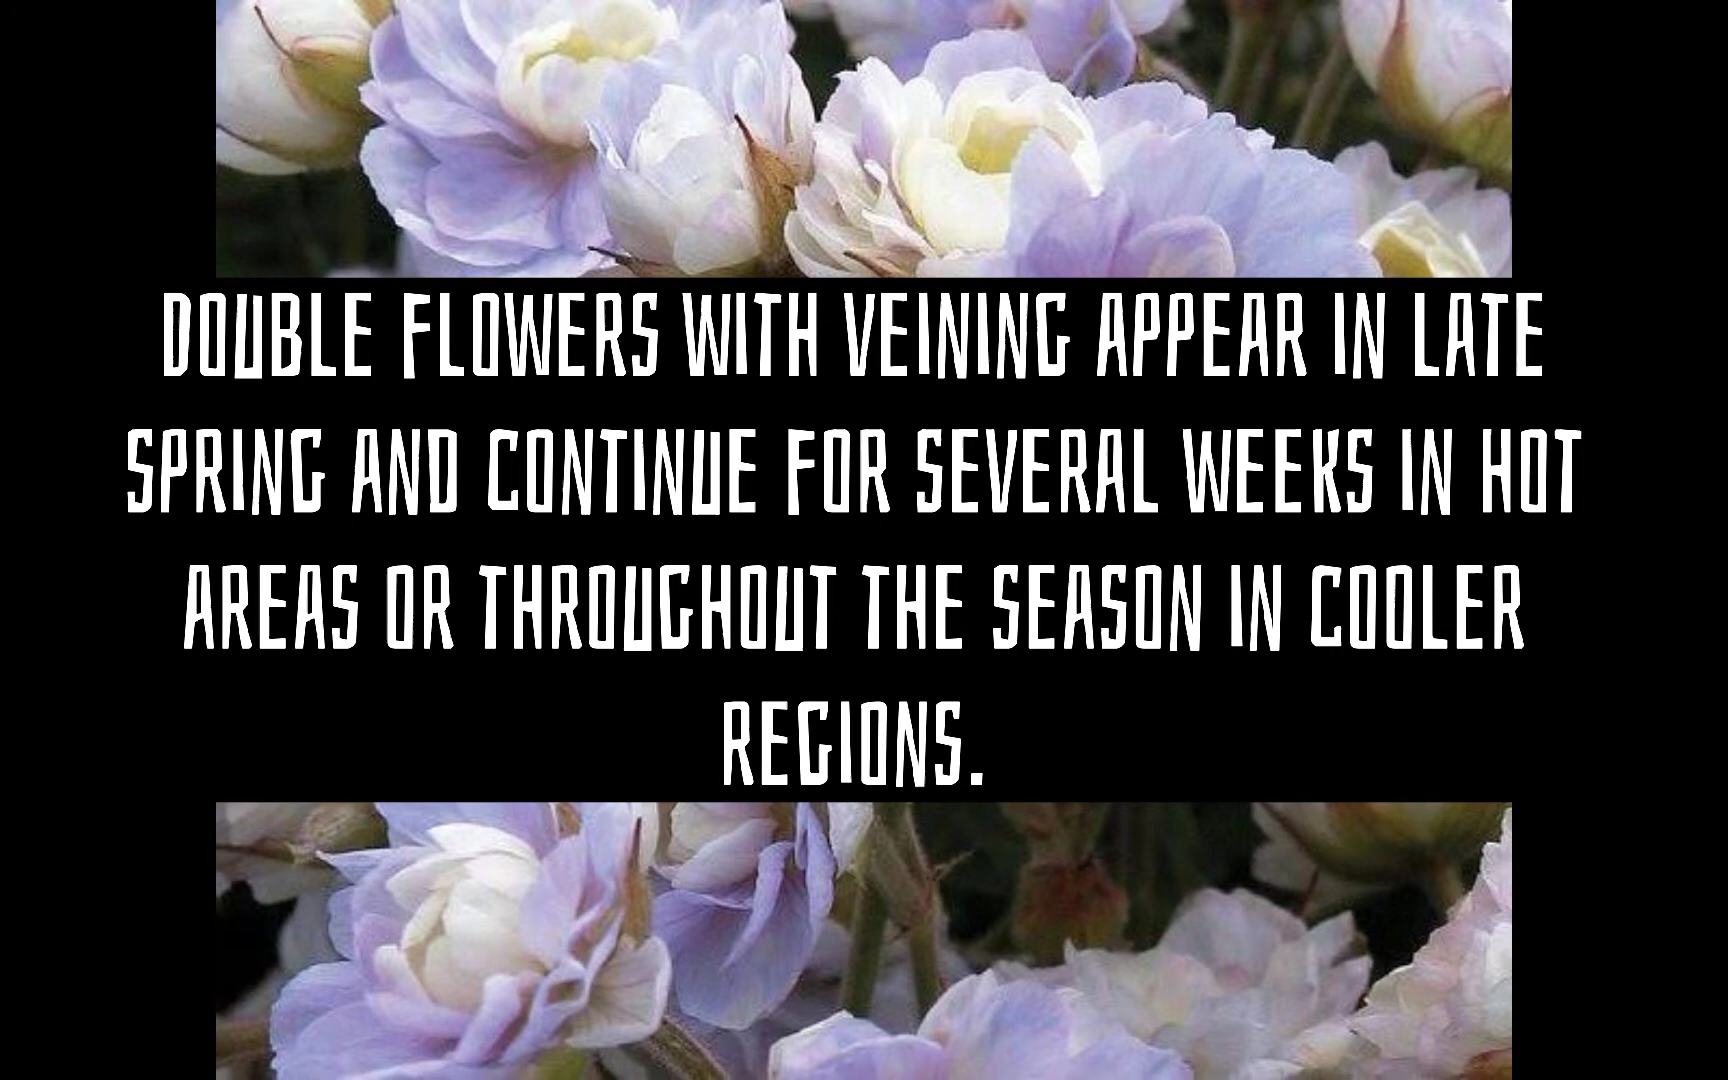 DOUBLE FLOWERS WITH VEINING APPEAR IN LATE
SPRING AND CONTINUE FOR SEVERAL WEEKS IN HOT
AREAS OR THROUGHOUT THE SEASON IN COOLER
REGIONS.